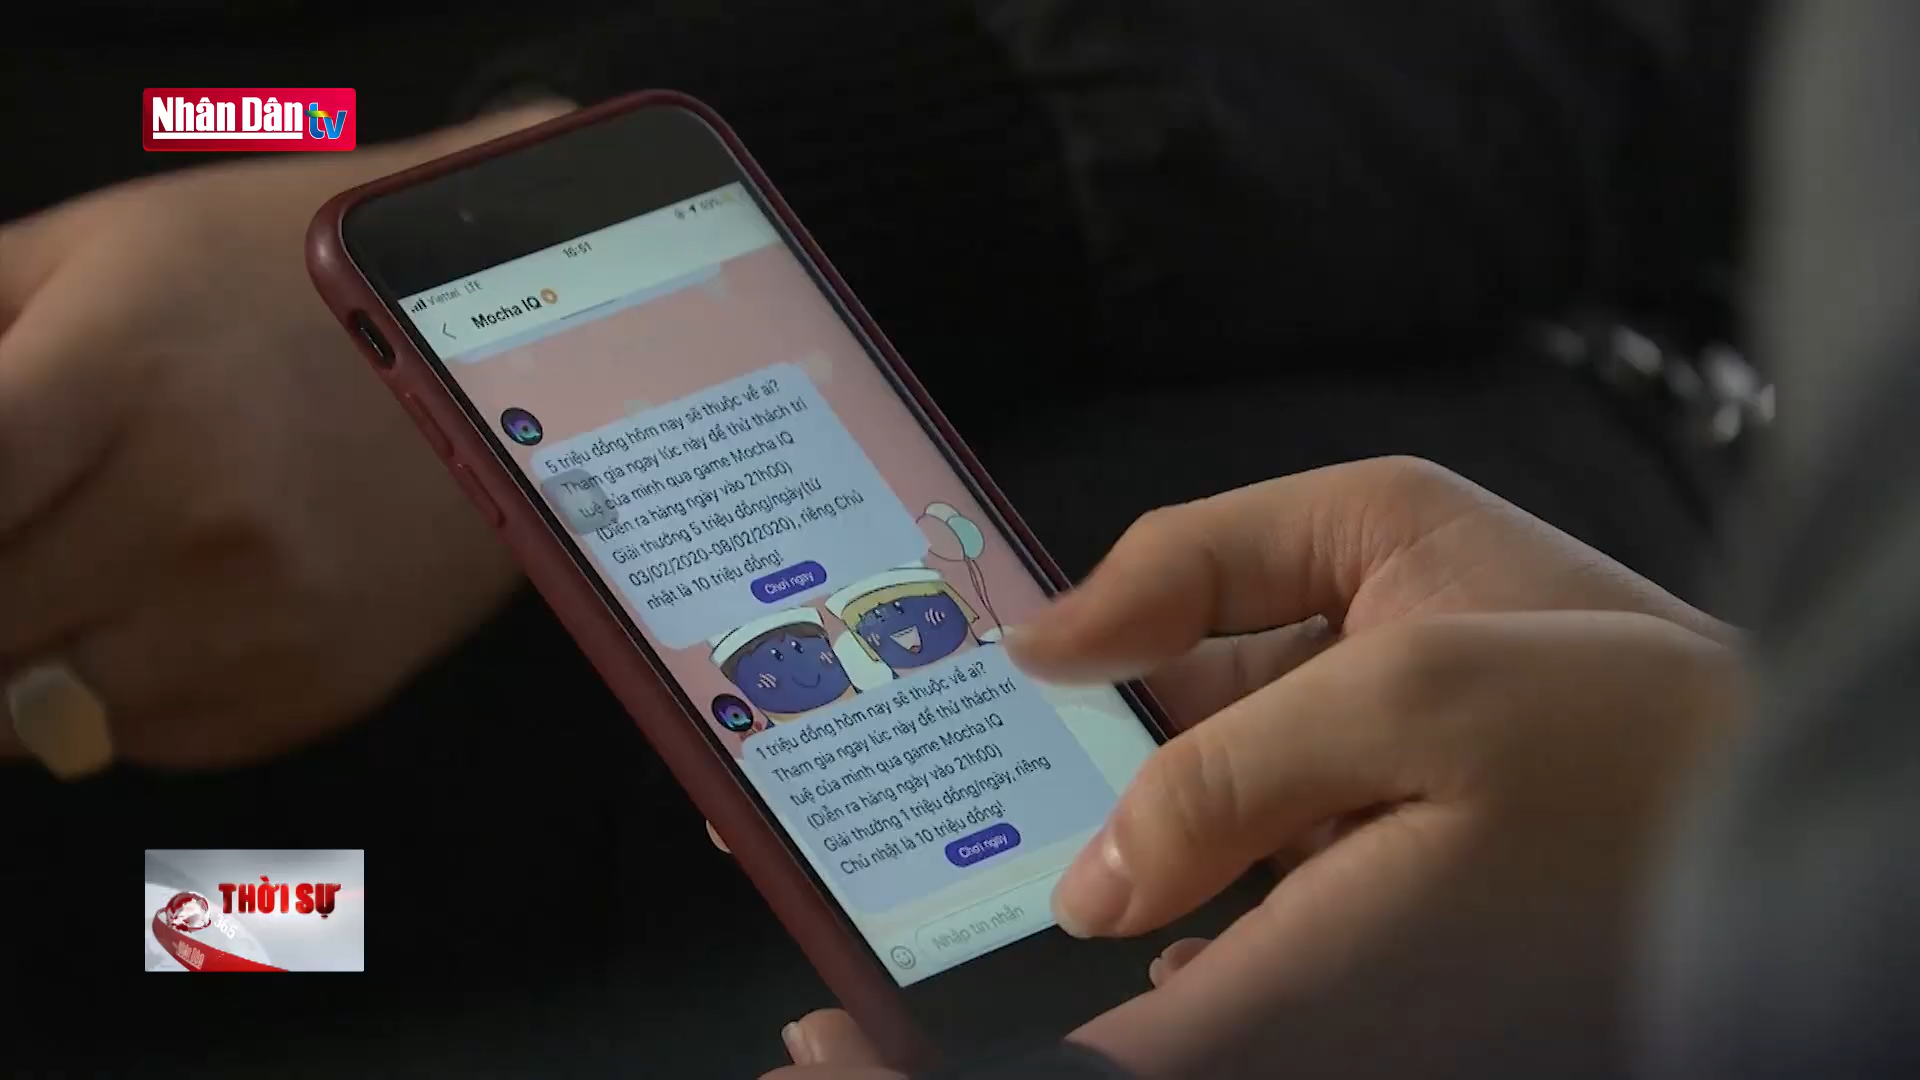 Nhân Dân tv
16:51
Viettel LTE
Mocha IQ
5 triệu đồng hôm nay sẽ thuộc về ai?
Tham gia ngay lúc này để thử thách trí
tuệ của mình qua game Mocha IQ
(Diễn ra hàng ngày vào 21h00)
Giải thưởng 5 triệu đồng/ngày(từ
03/02/2020-08/02/2020), riêng Chủ
nhật là 10 triệu đồng!
Chơi ngay
1 triệu đồng hôm nay sẽ thuộc về ai?
Tham gia ngay lúc này để thử thách trí
tuệ của mình qua game Mocha IQ
(Diễn ra hàng ngày vào 21h00)
Giải thưởng 1 triệu đồng/ngày, riêng
Chủ nhật là 10 triệu đồng!
Chơi ngay
Nhập tin nhắn
THỜI SỰ
365
Nhân Dân